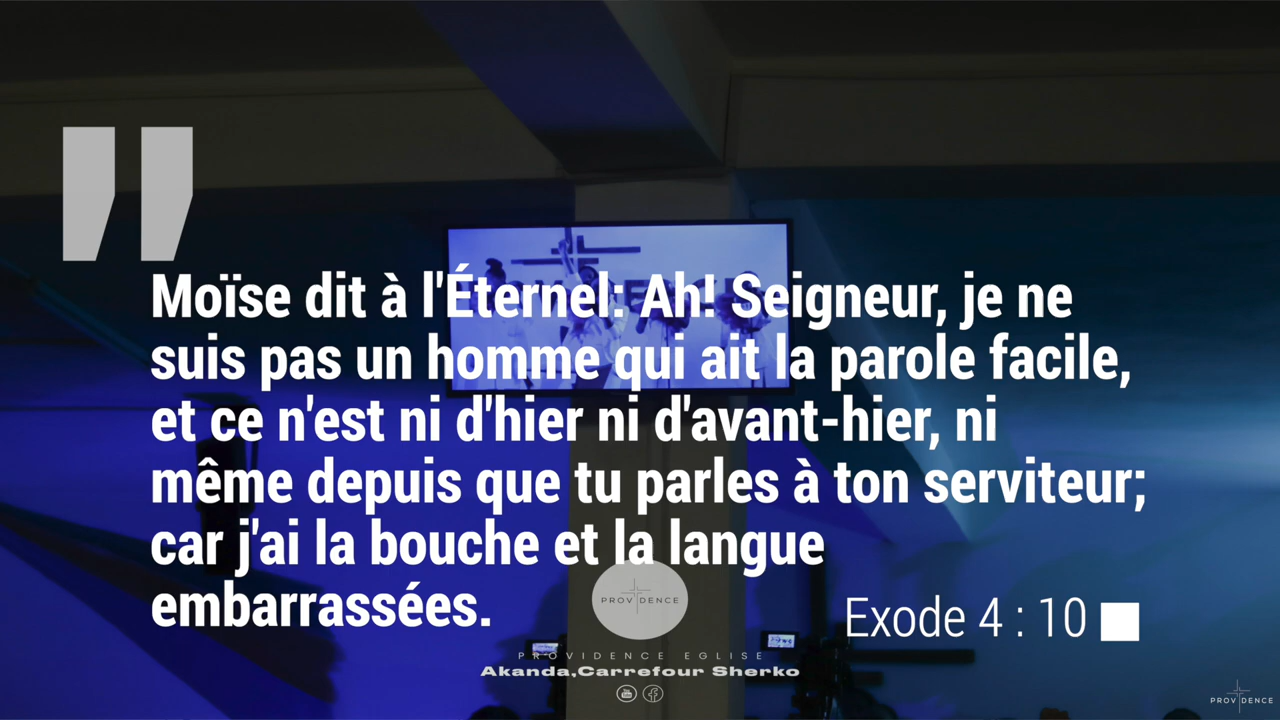 "
Moïse dit à l'Éternel: Ah! Seigneur, je ne
suis pas un homme qui ait la parole facile,
et ce n'est ni d'hier ni d'avant-hier, ni
même depuis que tu parles à ton serviteur;
car j'ai la bouche et la langue
embarrassées.
Exode 4 : 10
PROVIDENCE
PROVIDENCE EGLISE
Akanda,Carrefour Sherko
PROVIDENCE